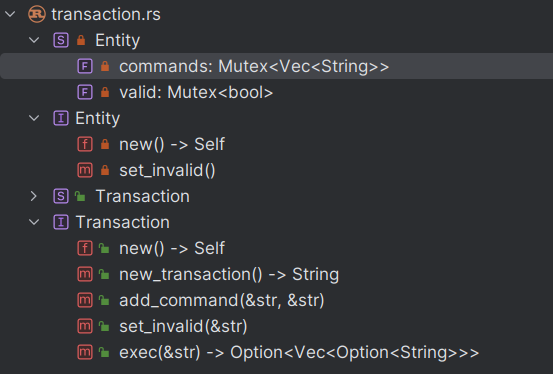 transaction.rs
S Entity
F commands: Mutex<Vec<String>>
F valid: Mutex<bool>
I Entity
f new() -> Self
m set_invalid()
S Transaction
I Transaction
f new() -> Self
m new_transaction() -> String
m add_command(&str, &str)
m set_invalid(&str)
m exec(&str) -> Option<Vec<Option<String>>>